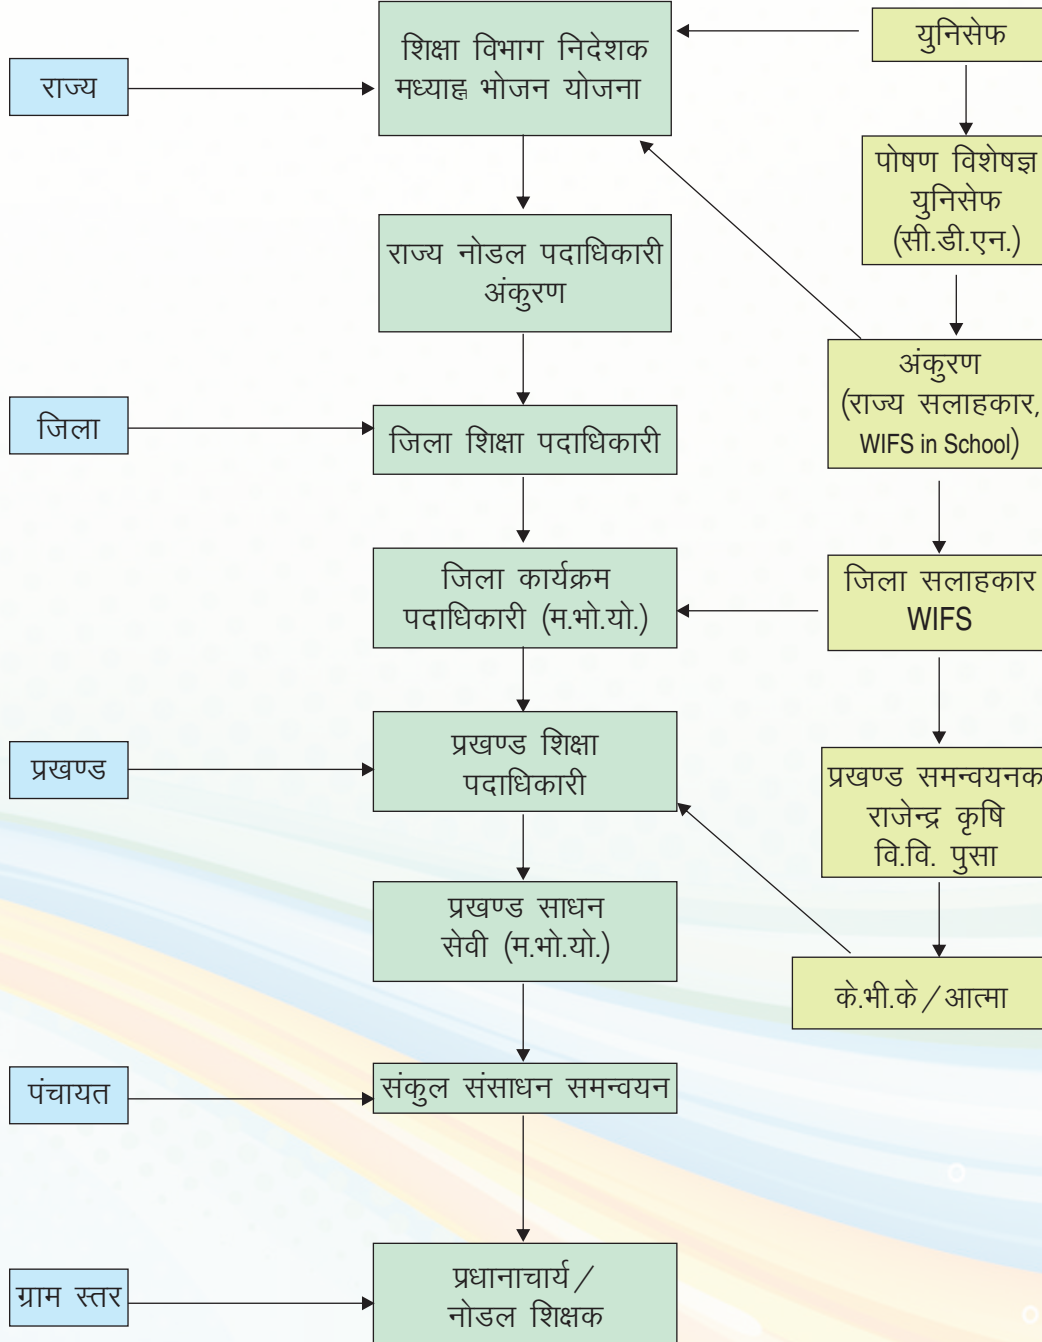 राज्य
शिक्षा विभाग निदेशक
मध्याह्न भोजन योजना
युनिसेफ
पोषण विशेषज्ञ
युनिसेफ
(सी.डी.एन.)
राज्य नोडल पदाधिकारी
अंकुरण
अंकुरण
(राज्य सलाहकार,
WIFS in School)
जिला
जिला शिक्षा पदाधिकारी
जिला कार्यक्रम
पदाधिकारी (म.भो.यो.)
जिला सलाहकार
WIFS
प्रखण्ड
प्रखण्ड शिक्षा
पदाधिकारी
प्रखण्ड समन्वयनक
राजेन्द्र कृषि
वि.वि. पुसा
प्रखण्ड साधन
सेवी (म.भो.यो.)
के.भी.के / आत्मा
पंचायत
संकुल संसाधन समन्वयन
ग्राम स्तर
प्रधानाचार्य /
नोडल शिक्षक